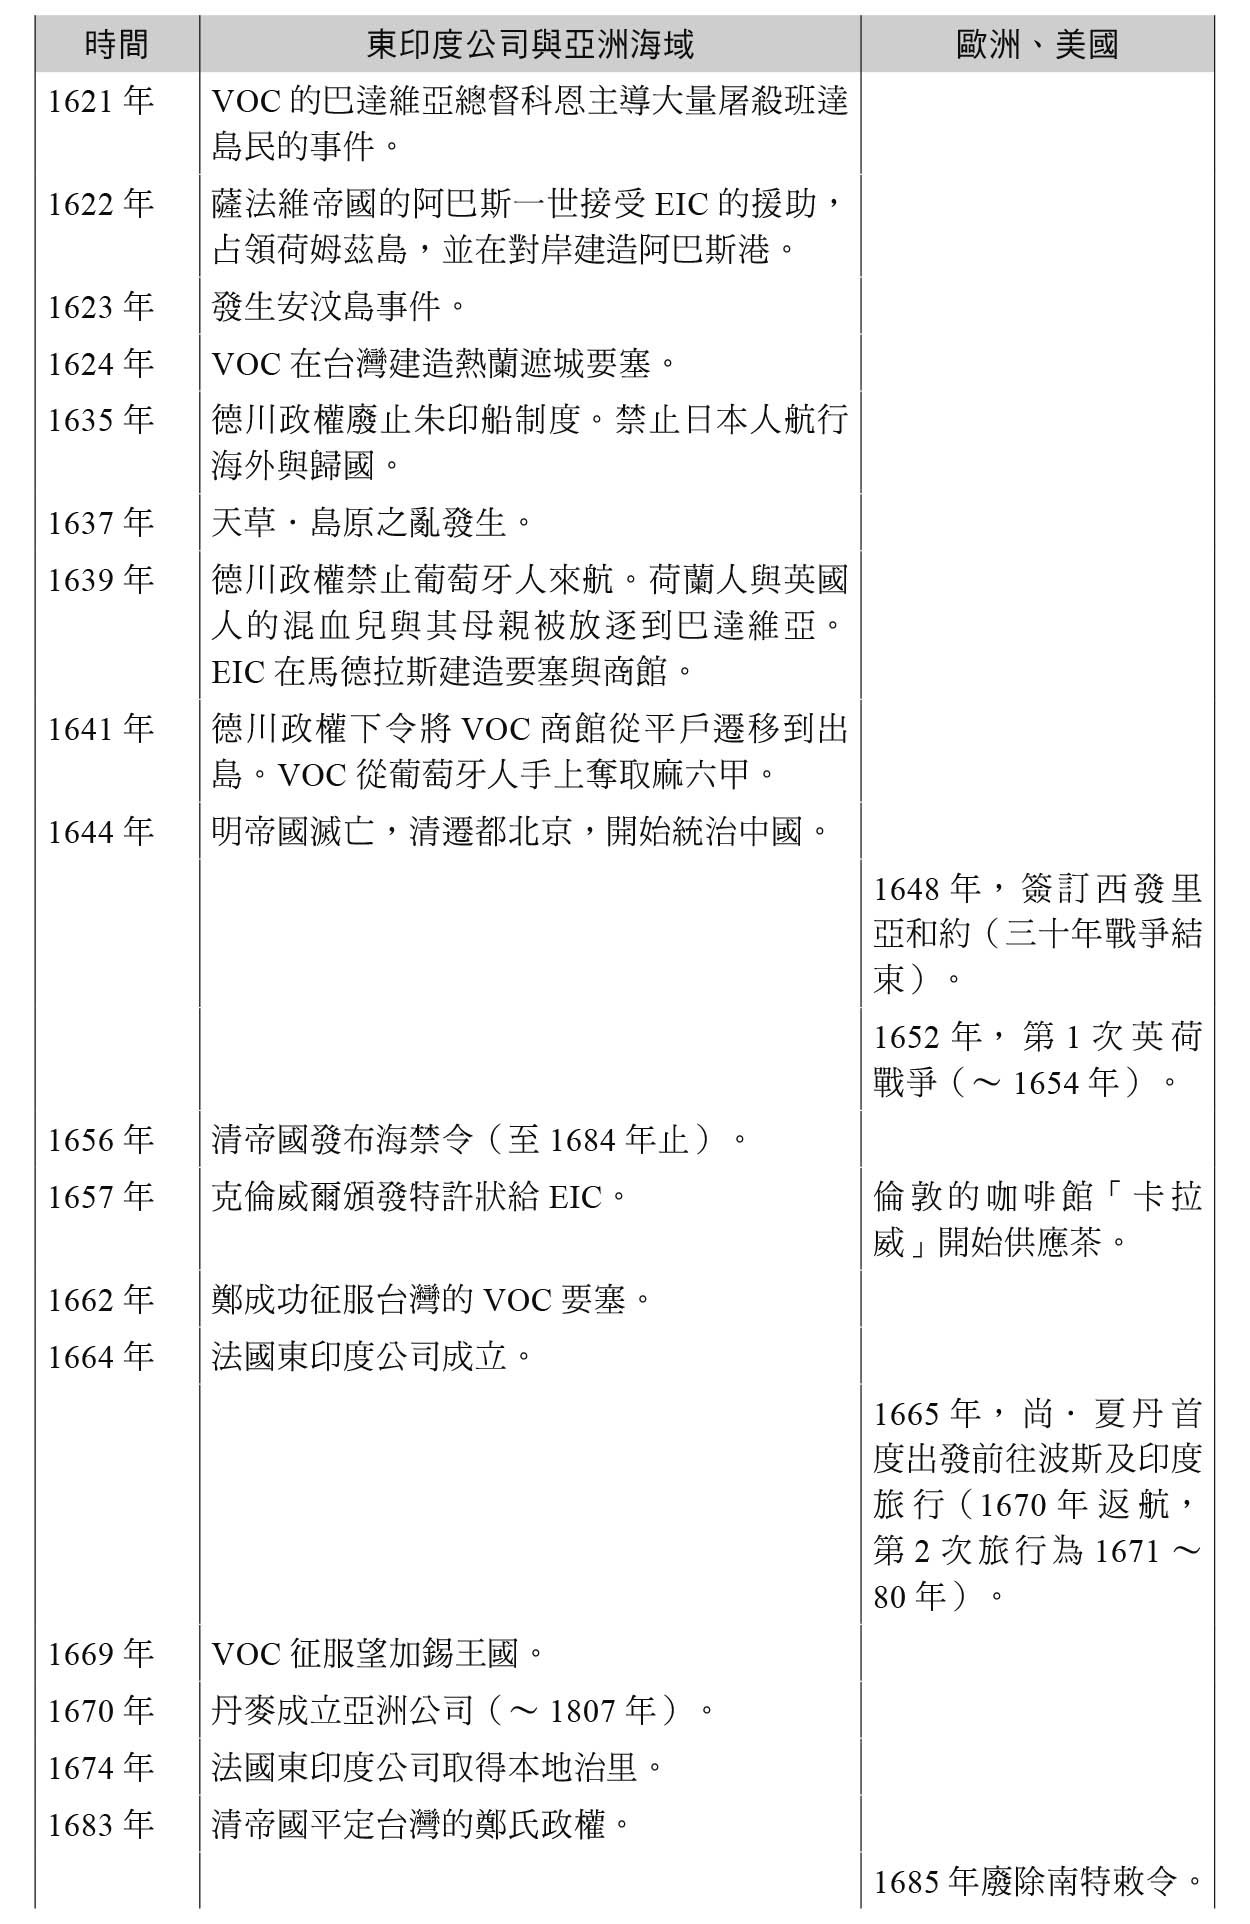 時間 東印度公司與亞洲海域 歐洲、美國
1621 年 VOC 的巴達維亞總督科恩主導大量屠殺班達
島民的事件。
1622 年 薩法維帝國的阿巴斯一世接受 EIC 的援助，
占領荷姆茲島，並在對岸建造阿巴斯港。
1623 年 發生安汶島事件。
1624 年 VOC 在台灣建造熱蘭遮城要塞。
1635 年 德川政權廢止朱印船制度。禁止日本人航行
海外與歸國。
1637 年 天草．島原之亂發生。
1639 年 德川政權禁止葡萄牙人來航。荷蘭人與英國
人的混血兒與其母親被放逐到巴達維亞。
EIC 在馬德拉斯建造要塞與商館。
1641 年 德川政權下令將 VOC 商館從平戶遷移到出
島。VOC 從葡萄牙人手上奪取麻六甲。
1644 年 明帝國滅亡，清遷都北京，開始統治中國。
1648 年，簽訂西發里
亞和約（三十年戰爭結
束）。
1652 年，第 1 次英荷
戰爭（～ 1654 年）。
1656 年 清帝國發布海禁令（至 1684 年止）。
1657 年 克倫威爾頒發特許狀給 EIC。 倫敦的咖啡館「卡拉
威」開始供應茶。
1662 年 鄭成功征服台灣的 VOC 要塞。
1664 年 法國東印度公司成立。
1665 年，尚．夏丹首
度出發前往波斯及印度
旅行（1670 年返航，
第 2 次旅行為 1671 ～
80 年）。
1669 年 VOC 征服望加錫王國。
1670 年 丹麥成立亞洲公司（～ 1807 年）。
1674 年 法國東印度公司取得本地治里。
1683 年 清帝國平定台灣的鄭氏政權。
1685 年廢除南特敕令。